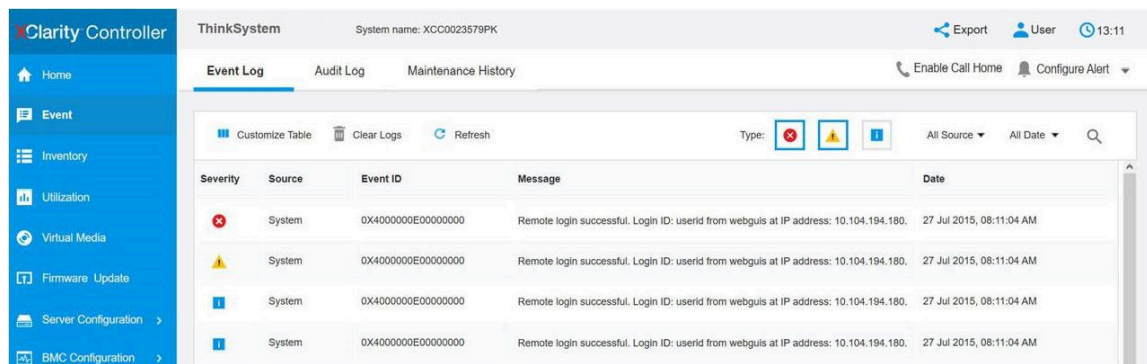 XClarity Controller
ThinkSystem System name: XCC0023579PK Export User 13:11
Home
Event Log Audit Log Maintenance History Enable Call Home Configure Alert
Event
Customize Table Clear Logs Refresh Type: All Source All Date
Inventory
Severity Source Event ID Message Date
Utilization
System 0X4000000E00000000 Remote login successful. Login ID: userid from webguis at IP address: 10.104.194.180. 27 Jul 2015, 08:11:04 AM
Virtual Media
System 0X4000000E00000000 Remote login successful. Login ID: userid from webguis at IP address: 10.104.194.180. 27 Jul 2015, 08:11:04 AM
Firmware Update
System 0X4000000E00000000 Remote login successful. Login ID: userid from webguis at IP address: 10.104.194.180. 27 Jul 2015, 08:11:04 AM
Server Configuration
System 0X4000000E00000000 Remote login successful. Login ID: userid from webguis at IP address: 10.104.194.180. 27 Jul 2015, 08:11:04 AM
BMC Configuration